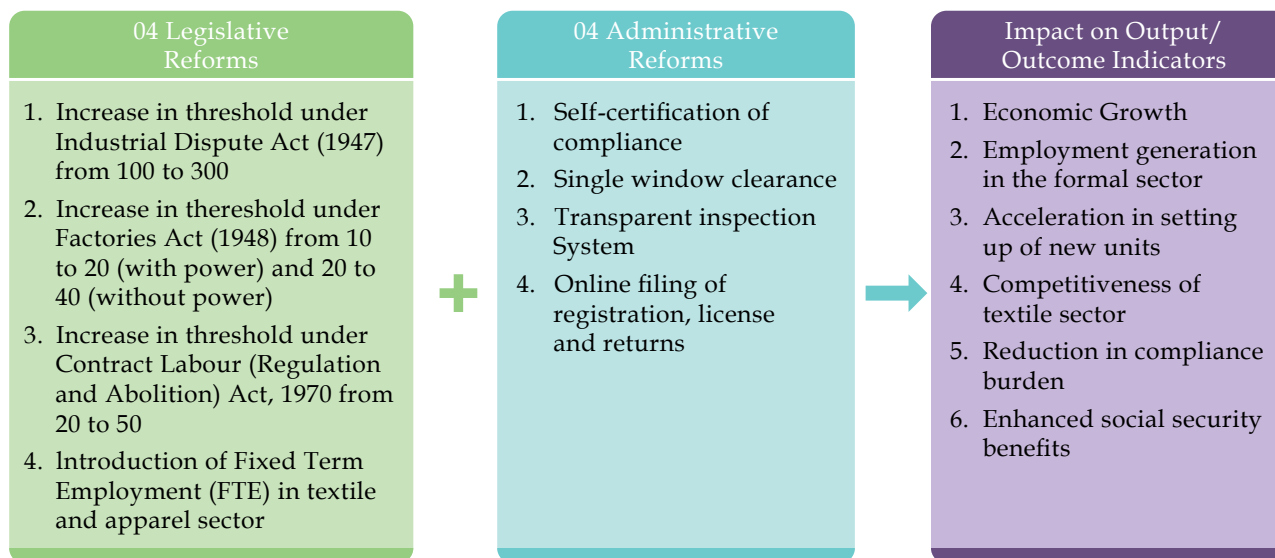 04 Legislative
Reforms
1. Increase in threshold under
Industrial Dispute Act (1947)
from 100 to 300
2. Increase in thereshold under
Factories Act (1948) from 10
to 20 (with power) and 20 to
40 (without power)
3. Increase in threshold under
Contract Labour (Regulation
and Abolition) Act, 1970 from
20 to 50
4. Introduction of Fixed Term
Employment (FTE) in textile
and apparel sector
04 Administrative
Reforms
1. Self-certification of
compliance
2. Single window clearance
3. Transparent inspection
System
4. Online filing of
registration, license
and returns
Impact on Output/
Outcome Indicators
1. Economic Growth
2. Employment generation
in the formal sector
3. Acceleration in setting
up of new units
4. Competitiveness of
textile sector
5. Reduction in compliance
burden
6. Enhanced social security
benefits